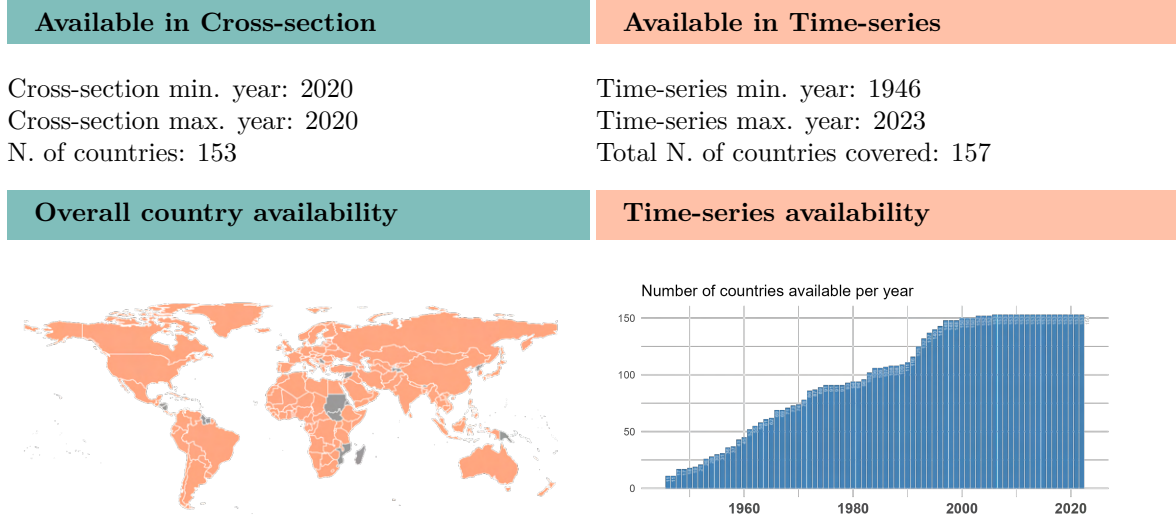 Available in Cross-section
Available in Time-series
Cross-section min. year: 2020
Cross-section max. year: 2020
N. of countries: 153
Time-series min. year: 1946
Time-series max. year: 2023
Total N. of countries covered: 157
Overall country availability
Time-series availability
Number of countries available per year
150
100
50
0
1960
1980
2000
2020